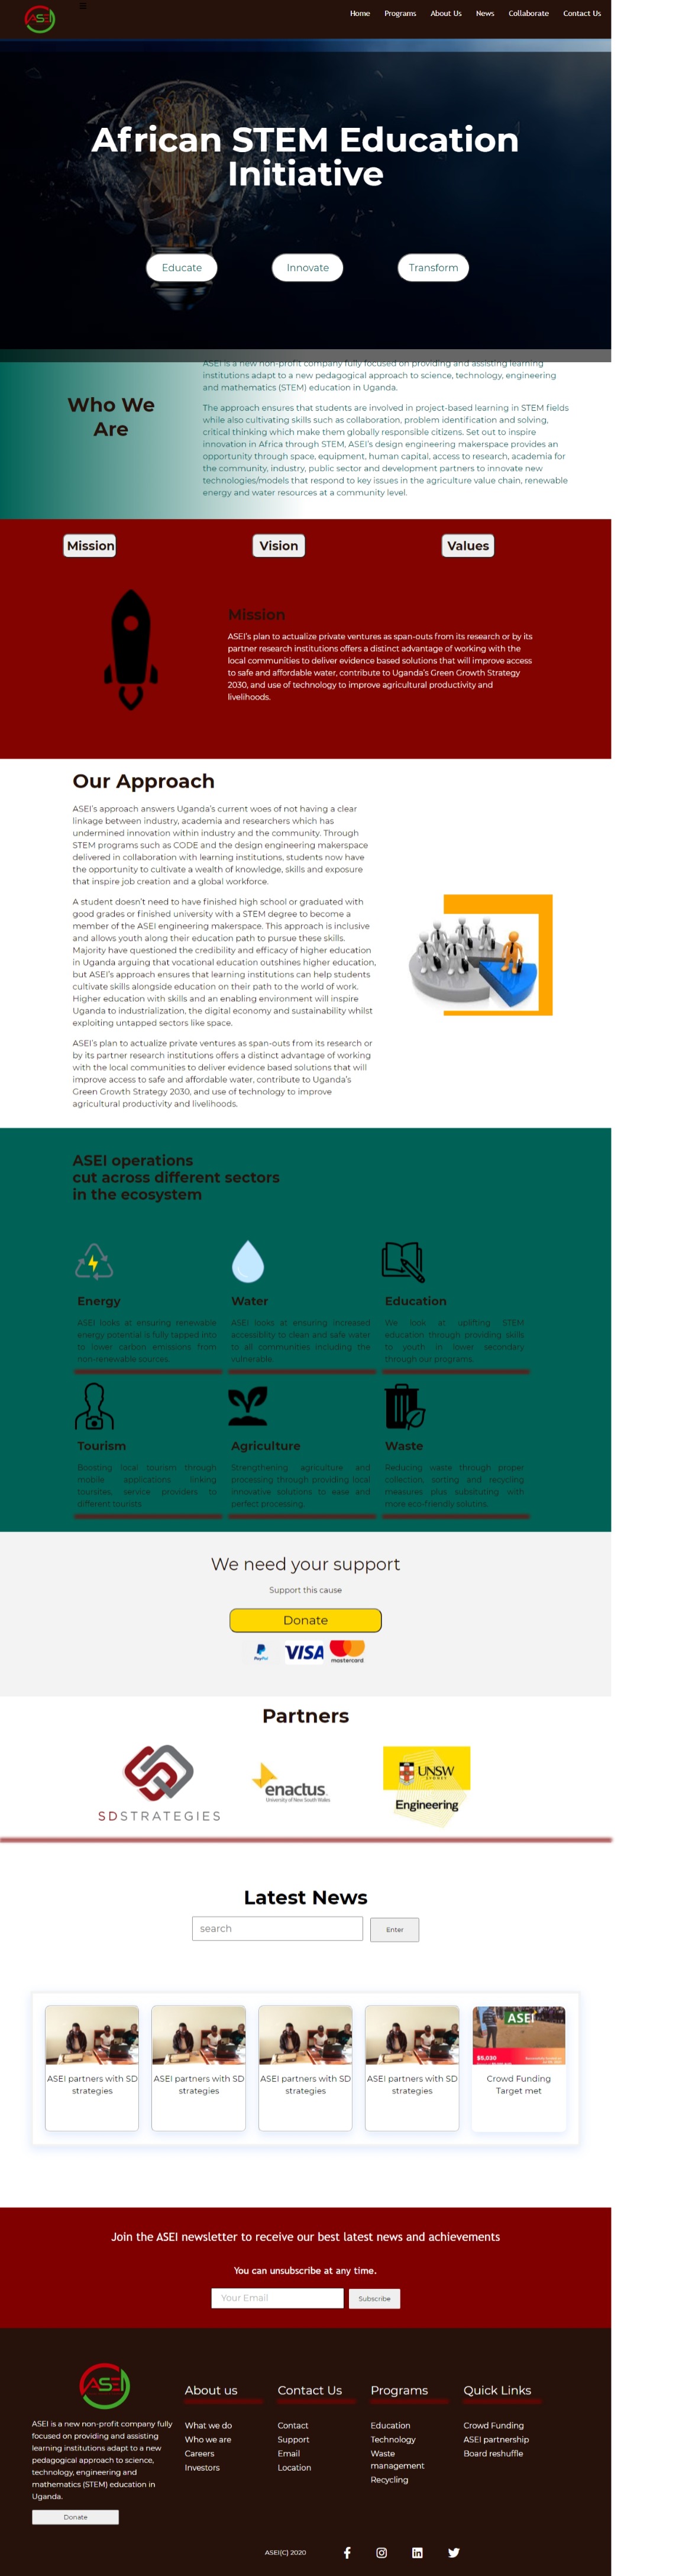 ASEI
Home Programs About Us News Collaborate Contact Us
African STEM Education
Initiative
Educate Innovate Transform
Who We
Are
ASEI is a new non-profit company fully focused on providing and assisting learning
institutions adapt to a new pedagogical approach to science, technology, engineering
and mathematics (STEM) education in Uganda.
The approach ensures that students are involved in project-based learning in STEM fields
while also cultivating skills such as collaboration, problem identification and solving,
critical thinking which make them globally responsible citizens. Set out to inspire
innovation in Africa through STEM, ASEI's design engineering makerspace provides an
opportunity through space, equipment, human capital, access to research, academia for
the community, industry, public sector and development partners to innovate new
technologies/models that respond to key issues in the agriculture value chain, renewable
energy and water resources at a community level.
Mission Vision Values
Mission
ASEI's plan to actualize private ventures as span-outs from its research or by its
partner research institutions offers a distinct advantage of working with the
local communities to deliver evidence based solutions that will improve access
to safe and affordable water, contribute to Uganda's Green Growth Strategy
2030, and use of technology to improve agricultural productivity and
livelihoods.
Our Approach
ASEI's approach answers Uganda's current woes of not having a clear
linkage between industry, academia and researchers which has
undermined innovation within industry and the community. Through
STEM programs such as CODE and the design engineering makerspace
delivered in collaboration with learning institutions, students now have
the opportunity to cultivate a wealth of knowledge, skills and exposure
that inspire job creation and a global workforce.
A student doesn't need to have finished high school or graduated with
good grades or finished university with a STEM degree to become a
member of the ASEI engineering makerspace. This approach is inclusive
and allows youth along their education path to pursue these skills.
Majority have questioned the credibility and efficacy of higher education
in Uganda arguing that vocational education outshines higher education,
but ASEI's approach ensures that learning institutions can help students
cultivate skills alongside education on their path to the world of work.
Higher education with skills and an enabling environment will inspire
Uganda to industrialization, the digital economy and sustainability whilst
exploiting untapped sectors like space.
ASEI's plan to actualize private ventures as span-outs from its research or
by its partner research institutions offers a distinct advantage of working
with the local communities to deliver evidence based solutions that will
improve access to safe and affordable water, contribute to Uganda's
Green Growth Strategy 2030, and use of technology to improve
agricultural productivity and livelihoods.
ASEI operations
cut across different sectors
in the ecosystem
Energy
ASEI looks at ensuring renewable
energy potential is fully tapped into
to lower carbon emissions from
non-renewable sources.
Water
ASEI looks at ensuring increased
accessibility to clean and safe water
to all communities including the
vulnerable.
Education
We look at uplifting STEM
education through providing skills
to youth in lower secondary
through our programs.
Tourism
Boosting local tourism through
mobile applications linking
toursites, service providers to
different tourists
Agriculture
Strengthening agriculture and
processing through providing local
innovative solutions to ease and
perfect processing.
Waste
Reducing waste through proper
collection, sorting and recycling
measures plus substituting with
more eco-friendly solutins.
We need your support
Support this cause
Donate
PayPal VISA mastercard
Partners
SDSTRATEGIES
enactus.
University of New South Wales
UNSW
SYDNEY
Engineering
Latest News
search Enter
ASEI partners with SD
strategies
ASEI partners with SD
strategies
ASEI partners with SD
strategies
ASEI partners with SD
strategies
ASEI
$5,030
Crowd Funding
Target met
Join the ASEI newsletter to receive our best latest news and achievements
You can unsubscribe at any time.
Your Email Subscribe
ASEI
ASEI is a new non-profit company fully
focused on providing and assisting
learning institutions adapt to a new
pedagogical approach to science,
technology, engineering and
mathematics (STEM) education in
Uganda.
Donate
About us
What we do
Who we are
Careers
Investors
Contact Us
Contact
Support
Email
Location
Programs
Education
Technology
Waste
management
Recycling
Quick Links
Crowd Funding
ASEI partnership
Board reshuffle
ASEI(C) 2020